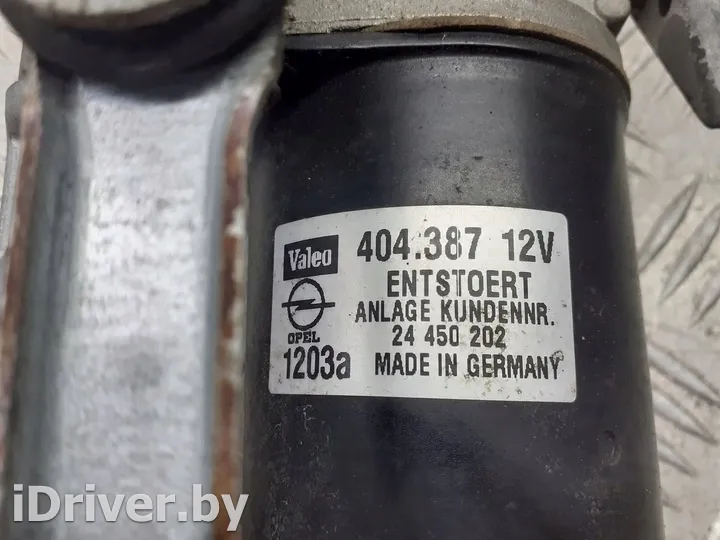 Valeo 404.387 12V
ENTSTOERT
ANLAGE KUNDENNR.
OPEL 24 450 202
1203a MADE IN GERMANY
iDriver.by